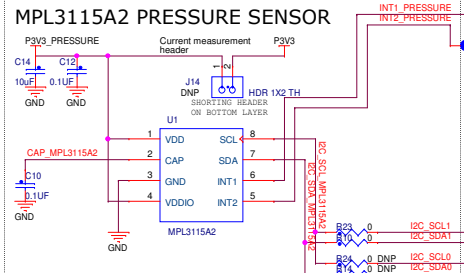 MPL3115A2 PRESSURE SENSOR
INT1_PRESSURE
INT2_PRESSURE
P3V3_PRESSURE
Current measurement
header
P3V3
C14
C12
1
2
10uF
0.1UF
J14
DNP
HDR 1X2 TH
GND
GND
SHORTING HEADER
ON BOTTOM LAYER
U1
1
VDD
SCL
8
CAP_MPL3115A2
2
CAP
SDA
7
3
GND
INT1
6
4
VDDIO
INT2
5
C10
0.1UF
GND
MPL3115A2
GND
I2C_SCL_MPL3115A2
I2C_SDA_MPL3115A2
R23
0
I2C_SCL1
R10
0
I2C_SDA1
R24
0
DNP
I2C_SCL0
R14
0
DNP
I2C_SDA0